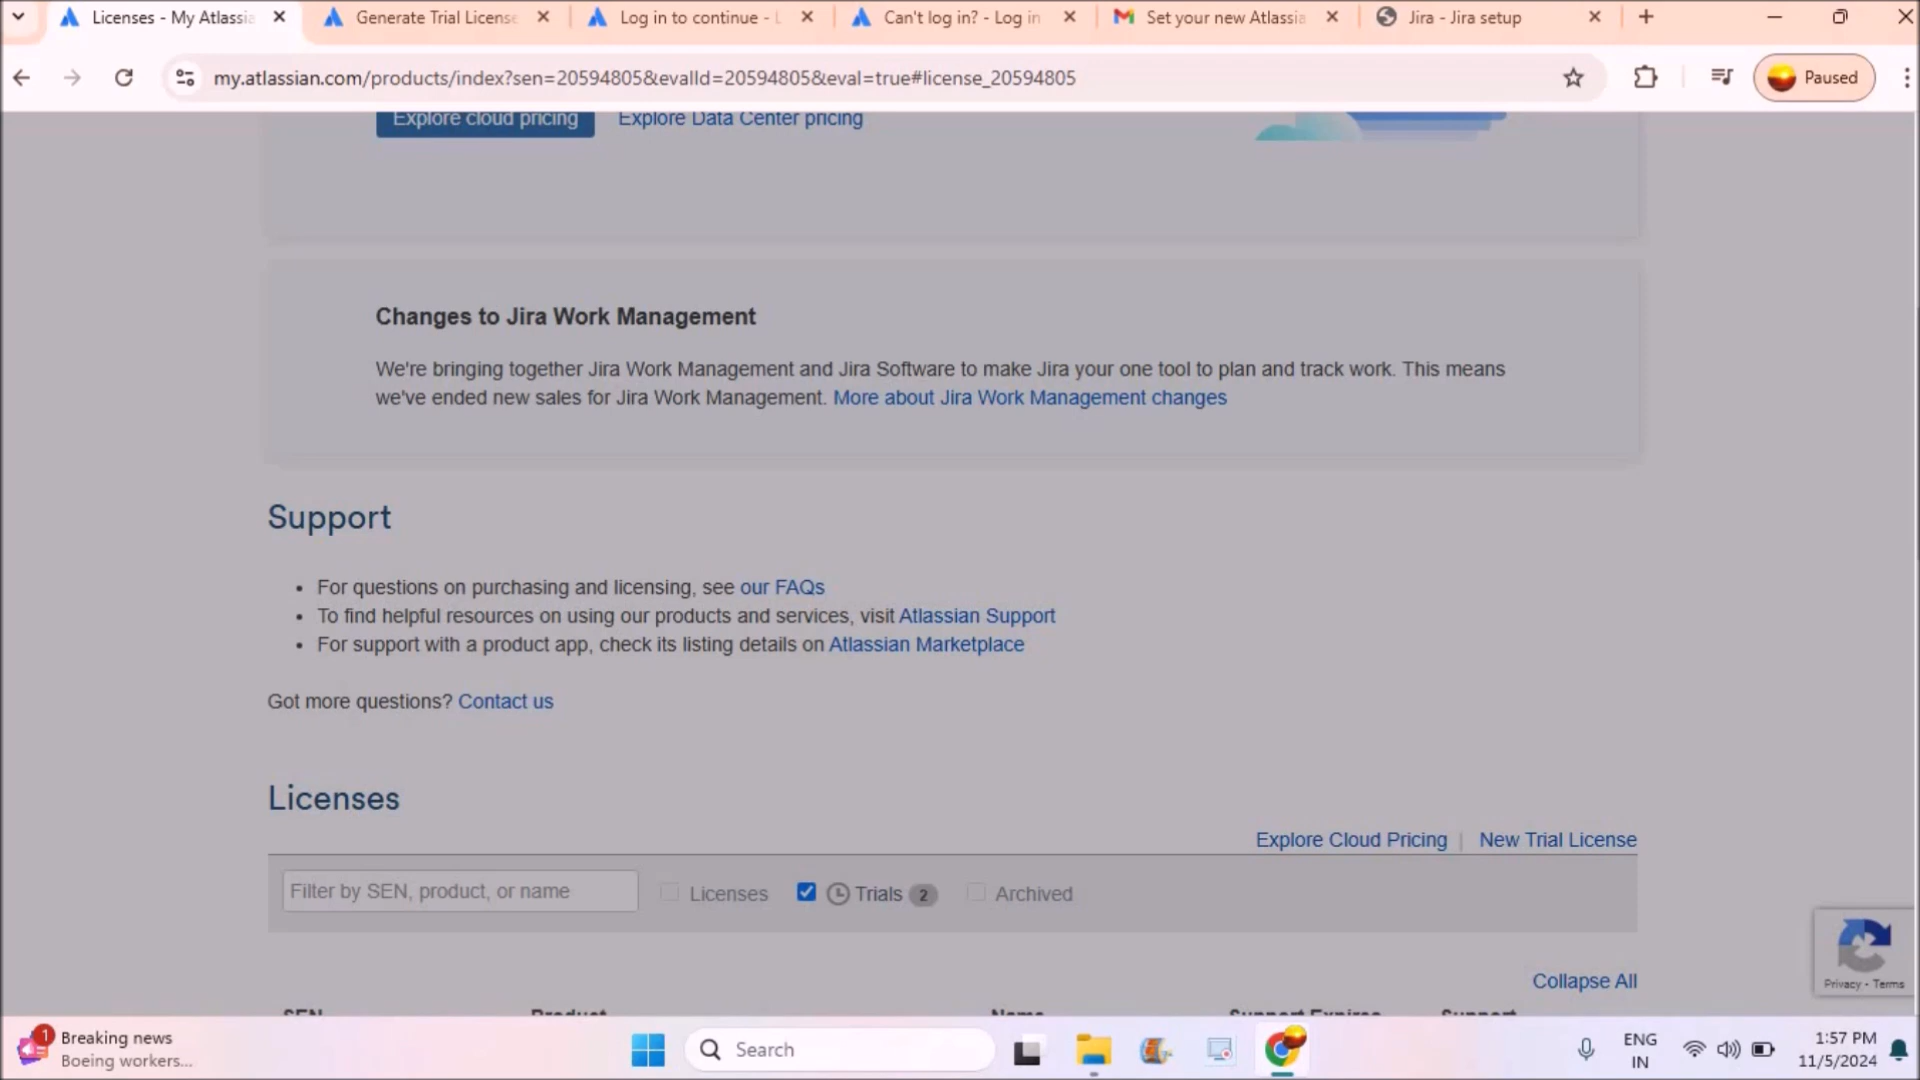 Licenses - My Atlassia
Generate Trial License
Log in to continue - L
Can't log in? - Log in
Set your new Atlassia
Jira - Jira setup
my.atlassian.com/products/index?sen=20594805&evalId=20594805&eval=true#license_20594805
Paused
Explore cloud pricing
Explore Data Center pricing
Changes to Jira Work Management
We're bringing together Jira Work Management and Jira Software to make Jira your one tool to plan and track work. This means
we've ended new sales for Jira Work Management. More about Jira Work Management changes
Support
• For questions on purchasing and licensing, see our FAQs
• To find helpful resources on using our products and services, visit Atlassian Support
• For support with a product app, check its listing details on Atlassian Marketplace
Got more questions? Contact us
Licenses
Explore Cloud Pricing | New Trial License
Filter by SEN, product, or name
Licenses
Trials 2
Archived
Privacy - Terms
Collapse All
SEN Product Name Support Expires Support
1
Breaking news
Boeing workers...
Search
ENG
IN
1:57 PM
11/5/2024